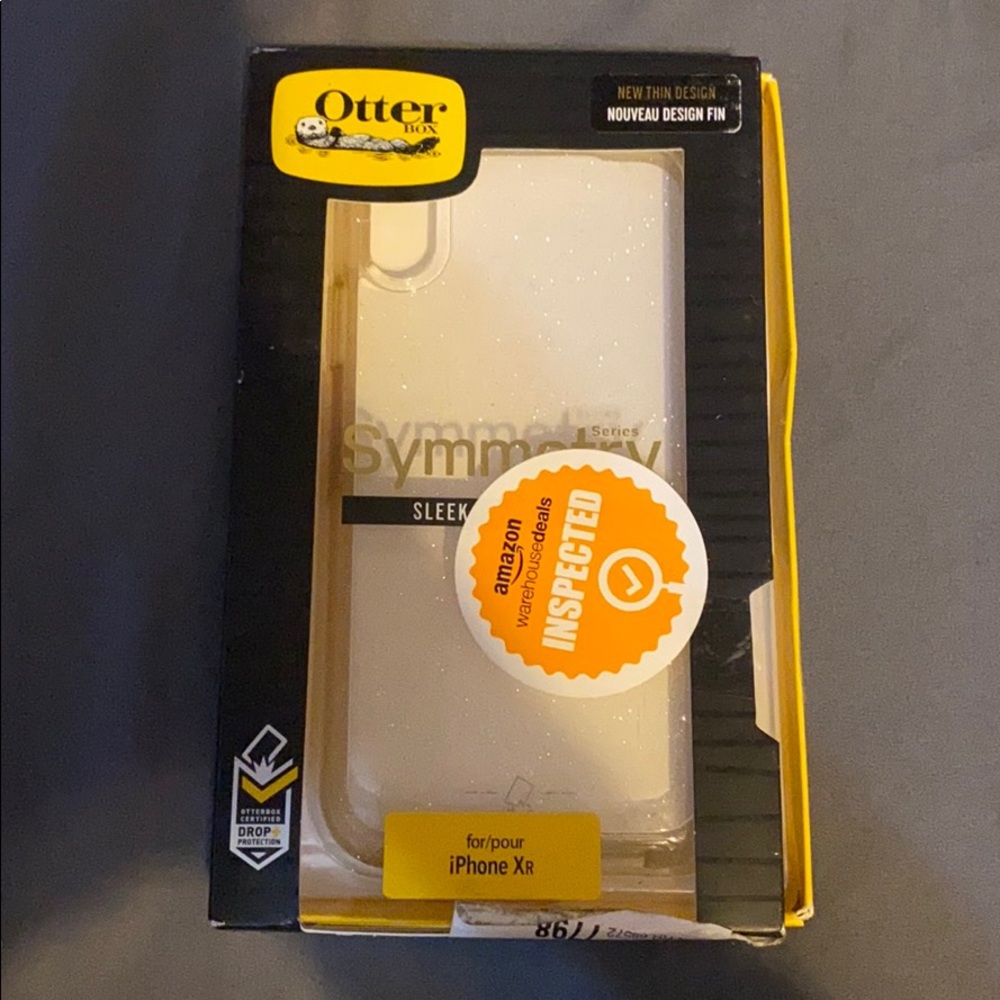 Otter
BOX
NEW THIN DESIGN
NOUVEAU DESIGN FIN
Symmetry
Series
SLEEK
amazon
warehousedeals
INSPECTED
OTTERBOX
CERTIFIED
DROP+
PROTECTION
for/pour
iPhone XR
7798